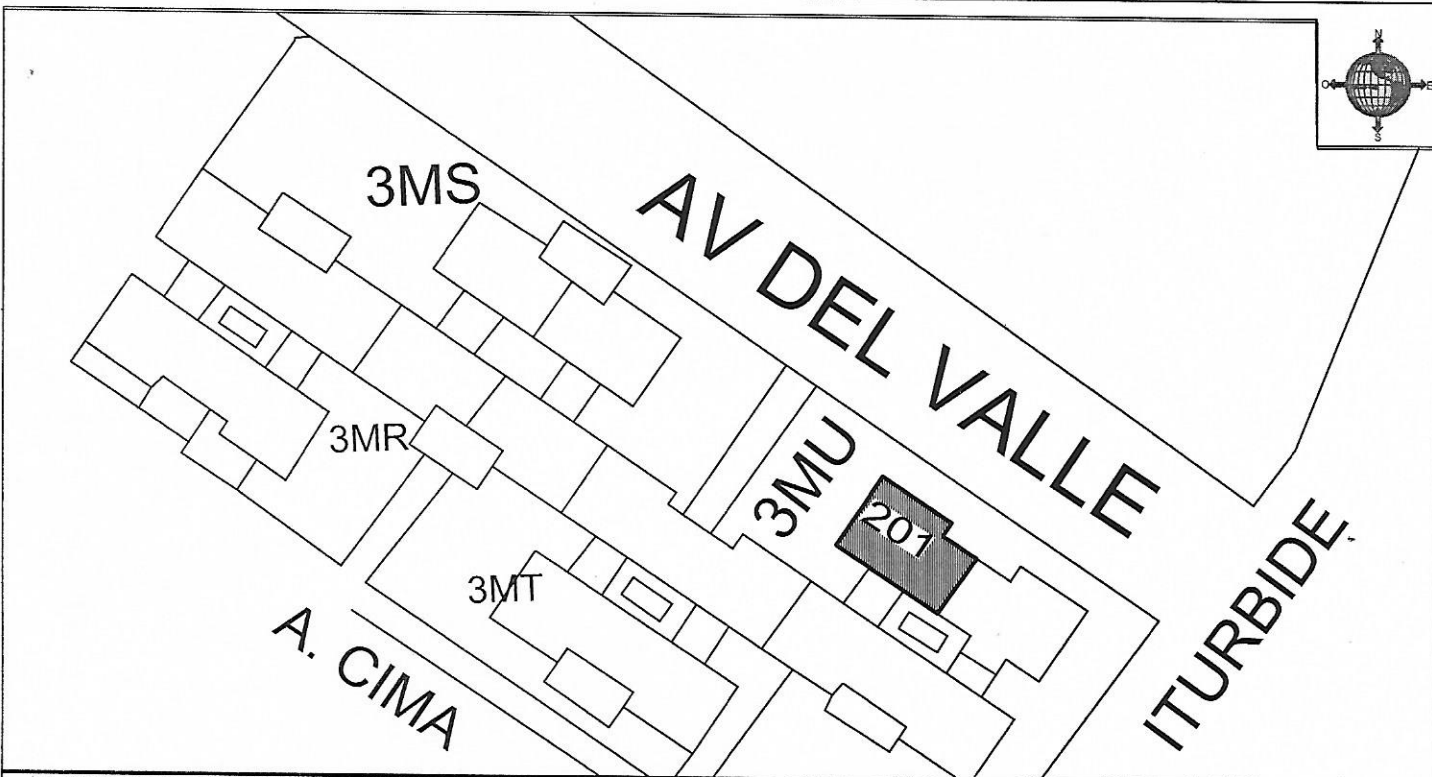 N
O
E
S
3MS
AV DEL VALLE
3MR
3MU
201
3MT
A. CIMA
ITURBIDE